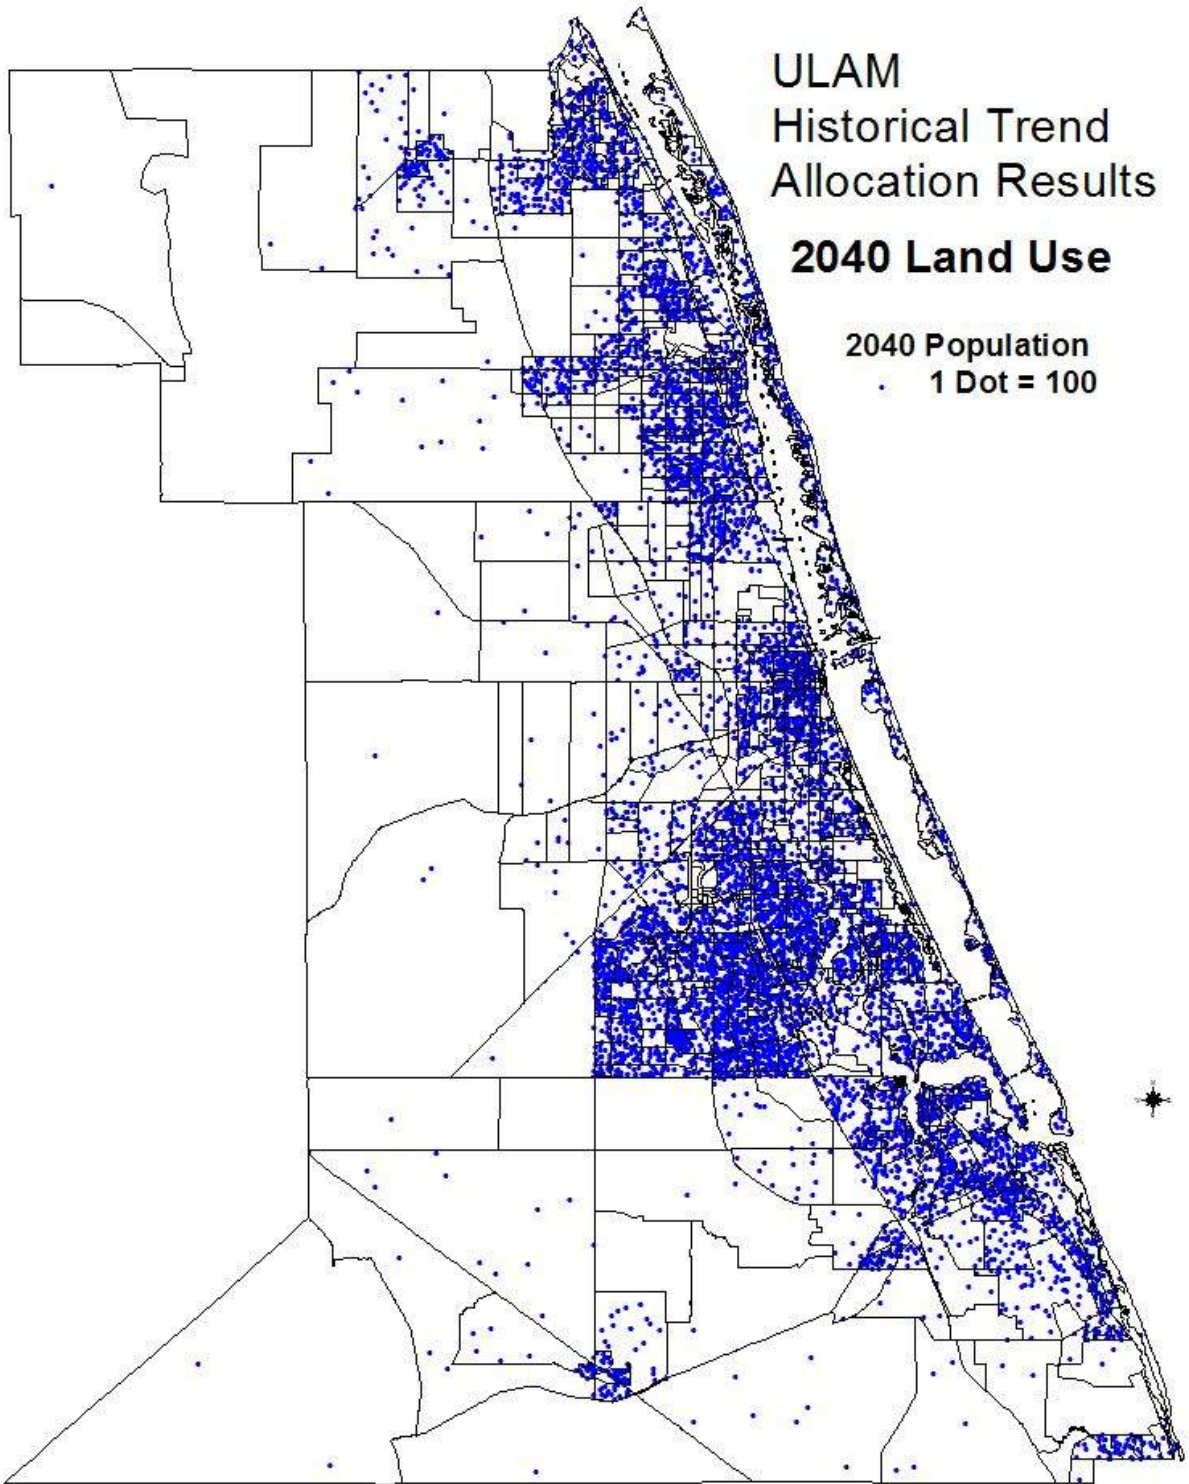 ULAM
Historical Trend
Allocation Results
2040 Land Use
2040 Population
1 Dot = 100